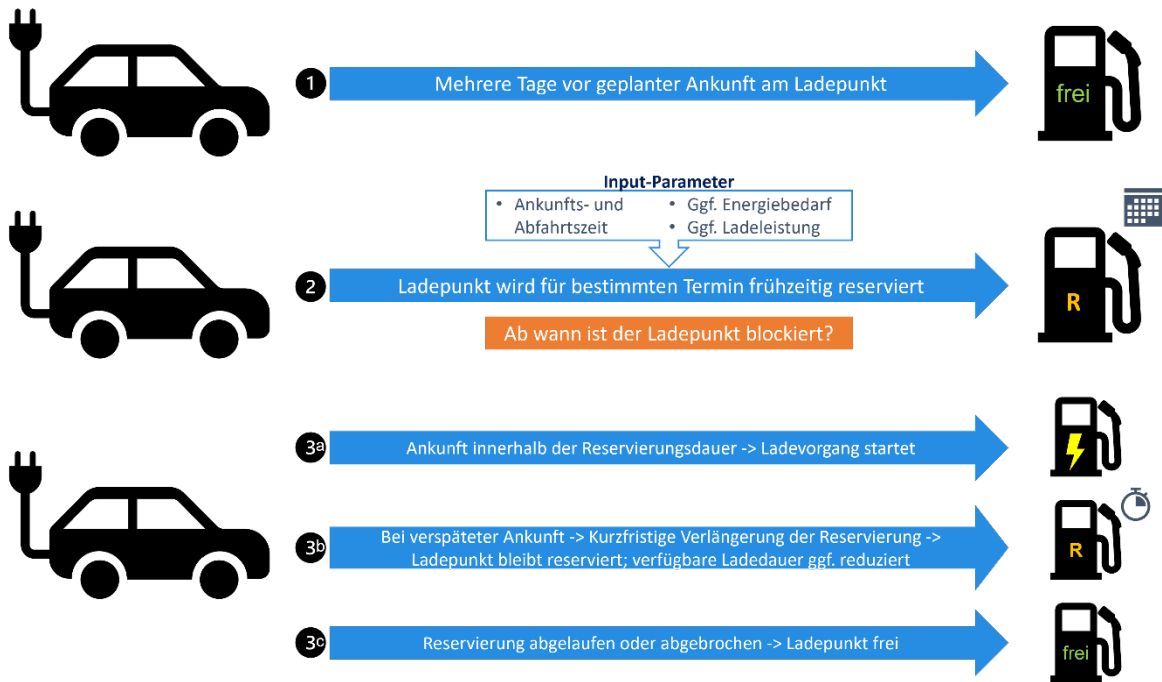 1
Mehrere Tage vor geplanter Ankunft am Ladepunkt
frei
Input-Parameter
• Ankunfts- und
Abfahrtszeit
• Ggf. Energiebedarf
• Ggf. Ladeleistung
2
Ladepunkt wird für bestimmten Termin frühzeitig reserviert
R
Ab wann ist der Ladepunkt blockiert?
3a
Ankunft innerhalb der Reservierungsdauer -> Ladevorgang startet
3b
Bei verspäteter Ankunft -> Kurzfristige Verlängerung der Reservierung ->
Ladepunkt bleibt reserviert; verfügbare Ladedauer ggf. reduziert
R
3c
Reservierung abgelaufen oder abgebrochen -> Ladepunkt frei
frei